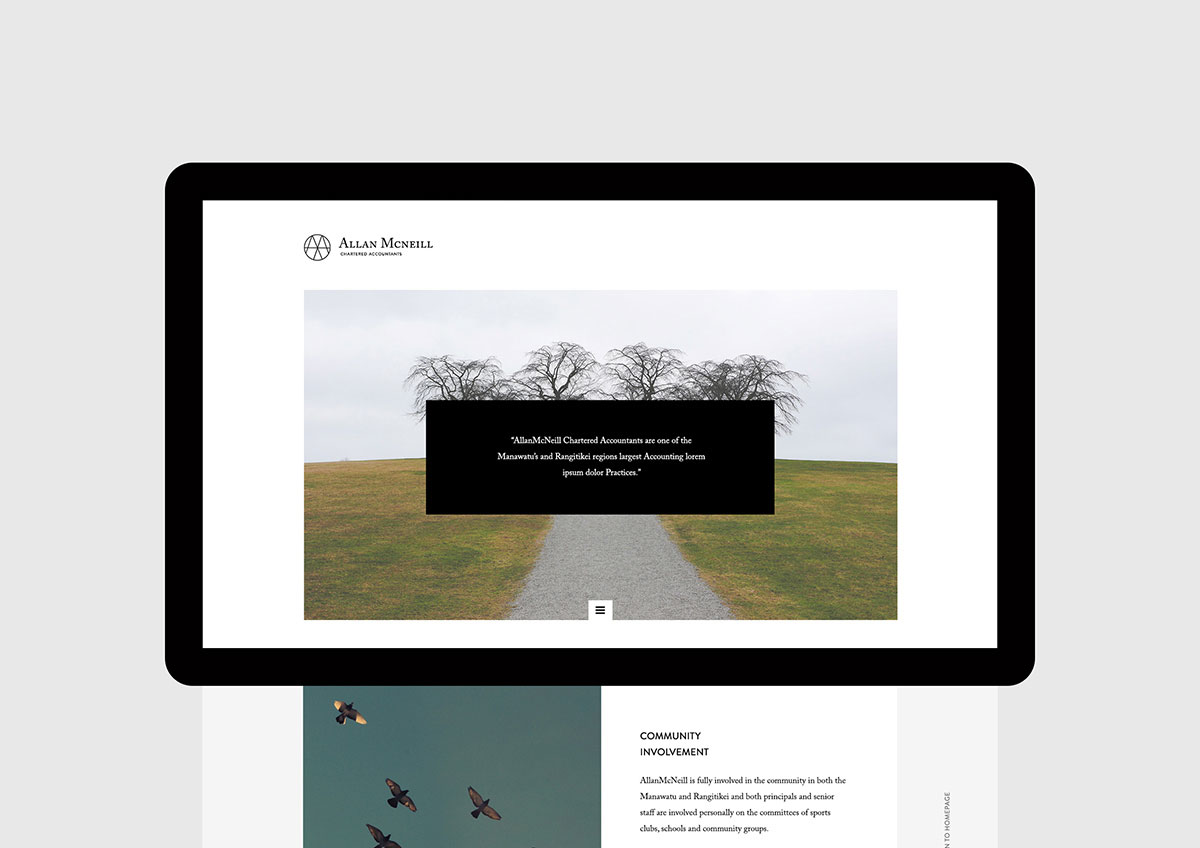 ALLAN MCNEILL
CHARTERED ACCOUNTANTS
"AllanMcNeill Chartered Accountants are one of the
Manawatu's and Rangitikei regions largest Accounting lorem
ipsum dolor Practices."
COMMUNITY
INVOLVEMENT
AllanMcNeill is fully involved in the community in both the
Manawatu and Rangitikei and both principals and senior
staff are involved personally on the committees of sports
clubs, schools and community groups.
N TO HOMEPAGE